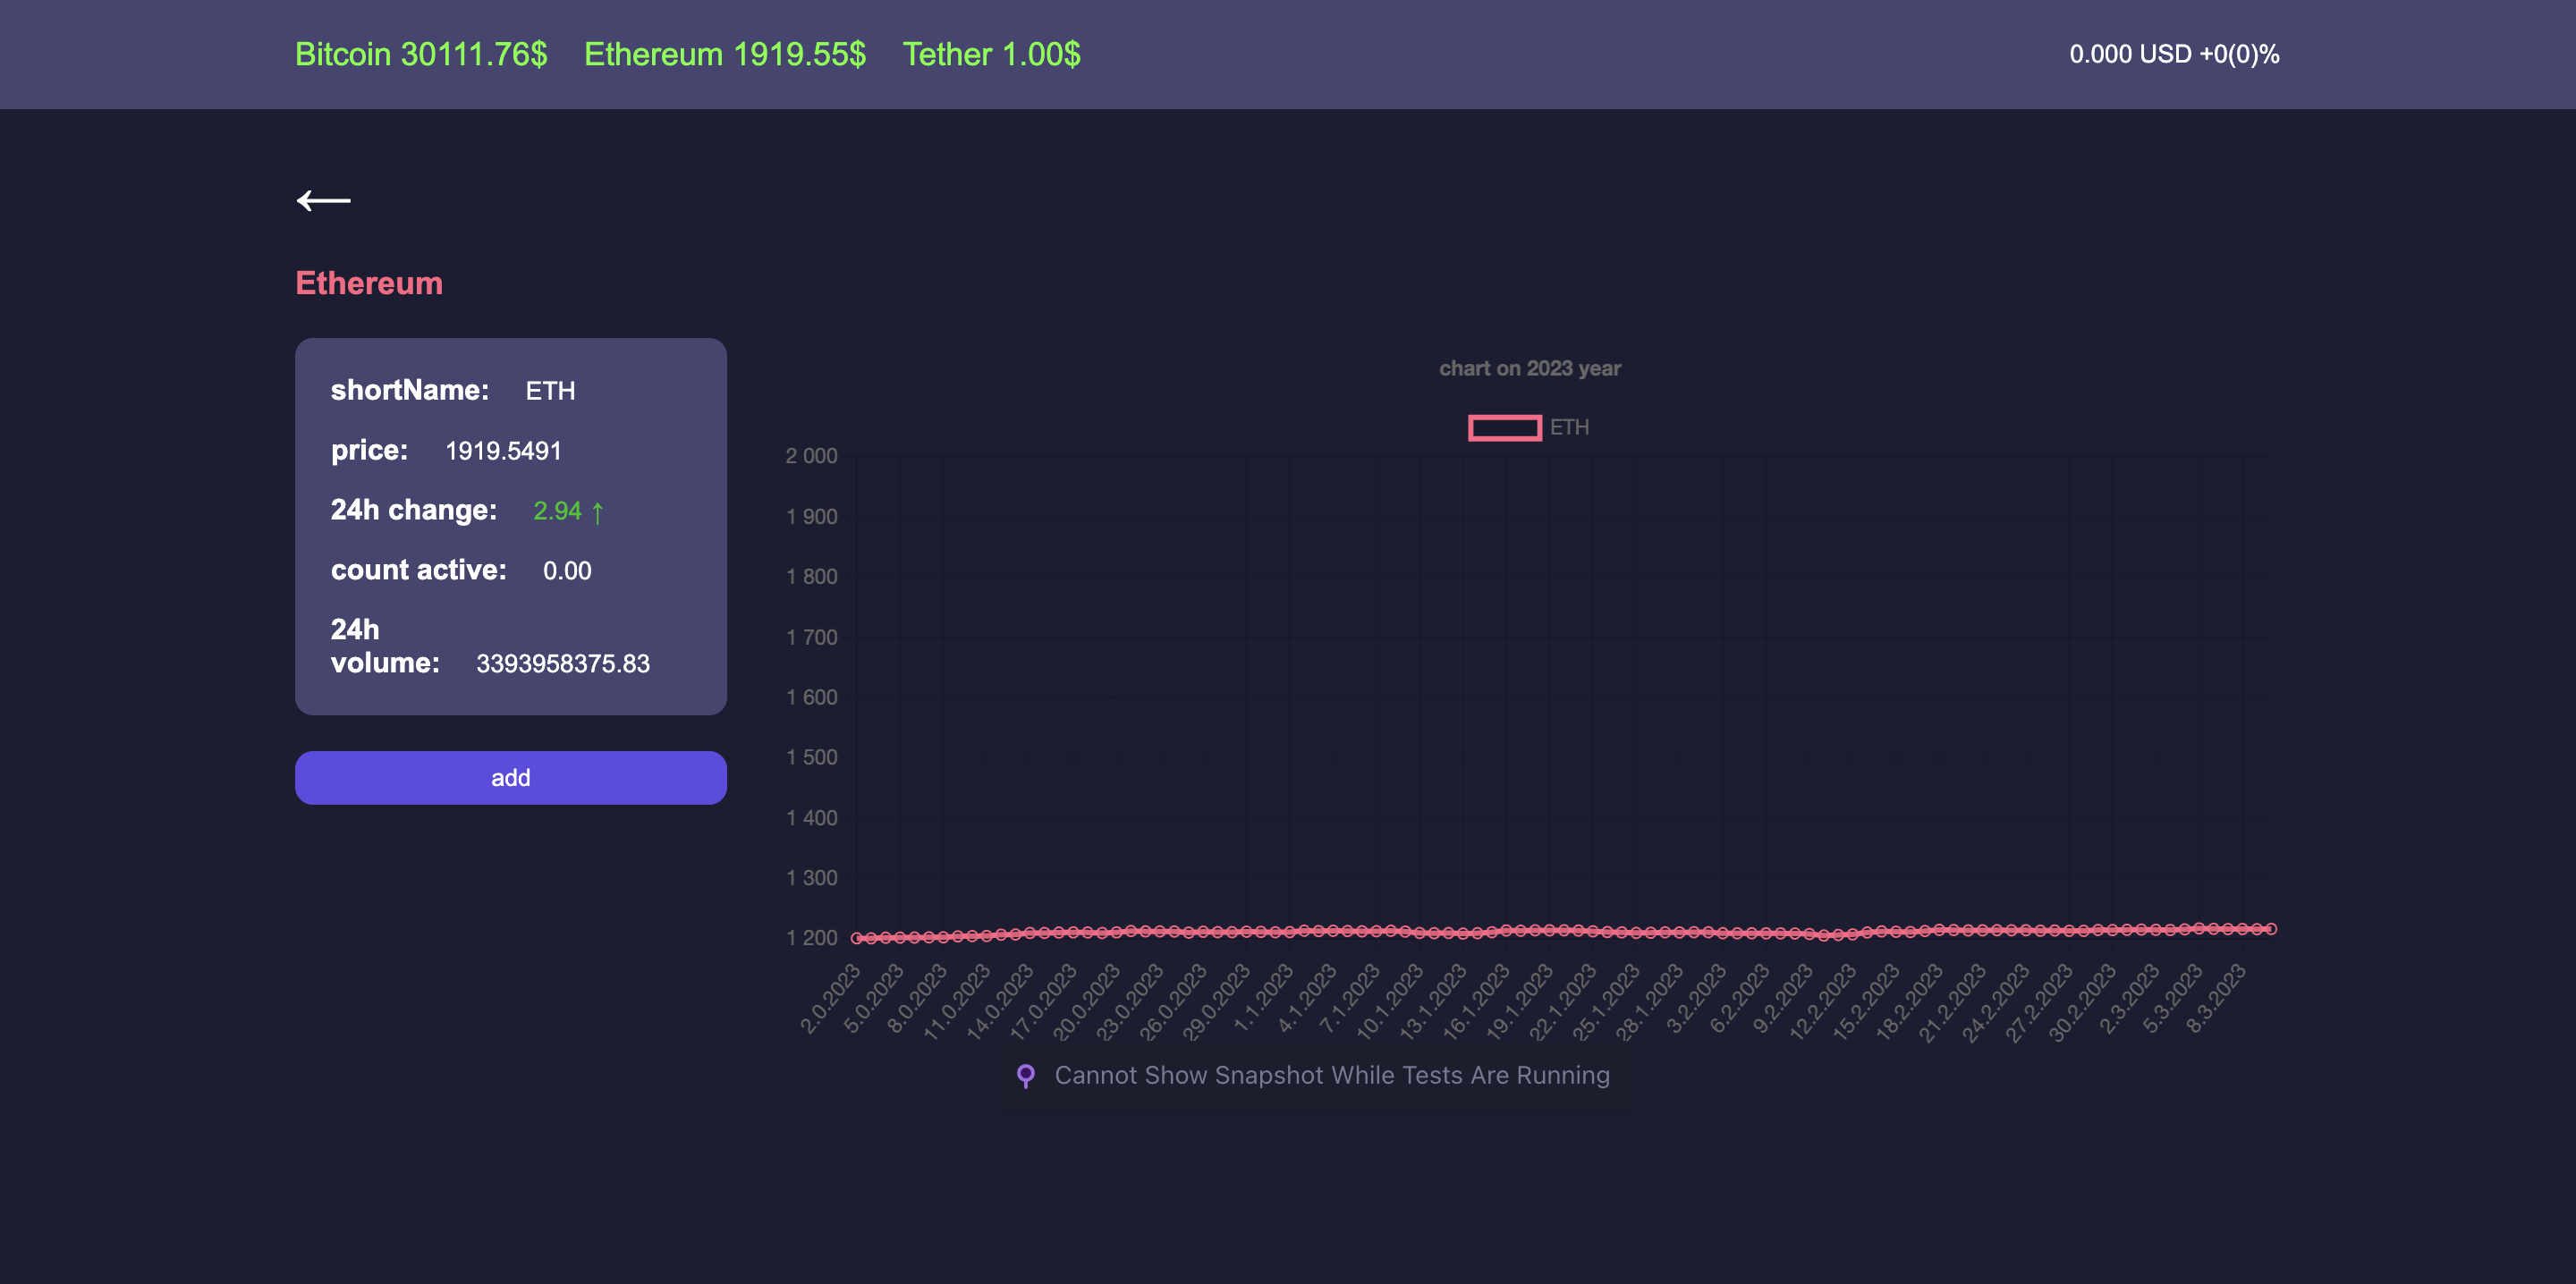 Bitcoin 30111.76$ Ethereum 1919.55$ Tether 1.00$ 0.000 USD +0(0)%
←
Ethereum
shortName: ETH
price: 1919.5491
24h change: 2.94 ↑
count active: 0.00
24h
volume: 3393958375.83
add
chart on 2023 year
ETH
2 000
1 900
1 800
1 700
1 600
1 500
1 400
1 300
1 200
2.0.2023 5.0.2023 8.0.2023 11.0.2023 14.0.2023 17.0.2023 20.0.2023 23.0.2023 26.0.2023 29.0.2023 1.1.2023 4.1.2023 7.1.2023 10.1.2023 13.1.2023 16.1.2023 19.1.2023 22.1.2023 25.1.2023 28.1.2023 3.2.2023 6.2.2023 9.2.2023 12.2.2023 15.2.2023 18.2.2023 21.2.2023 24.2.2023 27.2.2023 30.2.2023 2.3.2023 5.3.2023 8.3.2023
Cannot Show Snapshot While Tests Are Running